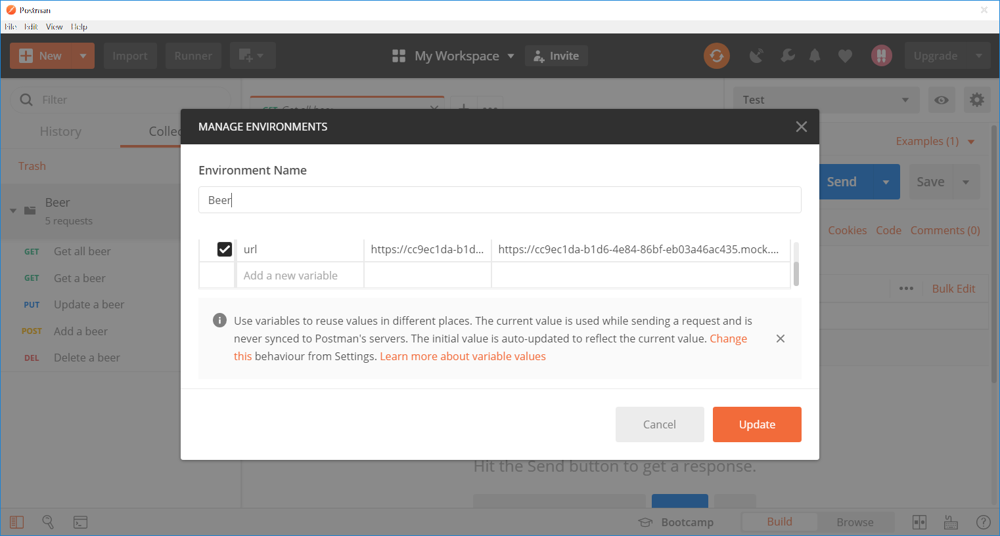 Postman
File Edit View Help
New Import Runner My Workspace Invite Upgrade
Filter
GET Get all beer
Test
History Collec
Examples (1)
Trash
Send Save
Beer
5 requests
Cookies Code Comments (0)
GET Get all beer
GET Get a beer
PUT Update a beer
POST Add a beer
DEL Delete a beer
Bulk Edit
MANAGE ENVIRONMENTS
Environment Name
Beer
url https://cc9ec1da-b1d... https://cc9ec1da-b1d6-4e84-86bf-eb03a46ac435.mock....
Add a new variable
Use variables to reuse values in different places. The current value is used while sending a request and is
never synced to Postman's servers. The initial value is auto-updated to reflect the current value. Change
this behaviour from Settings. Learn more about variable values
Cancel Update
Hit the Send button to get a response.
Bootcamp Build Browse